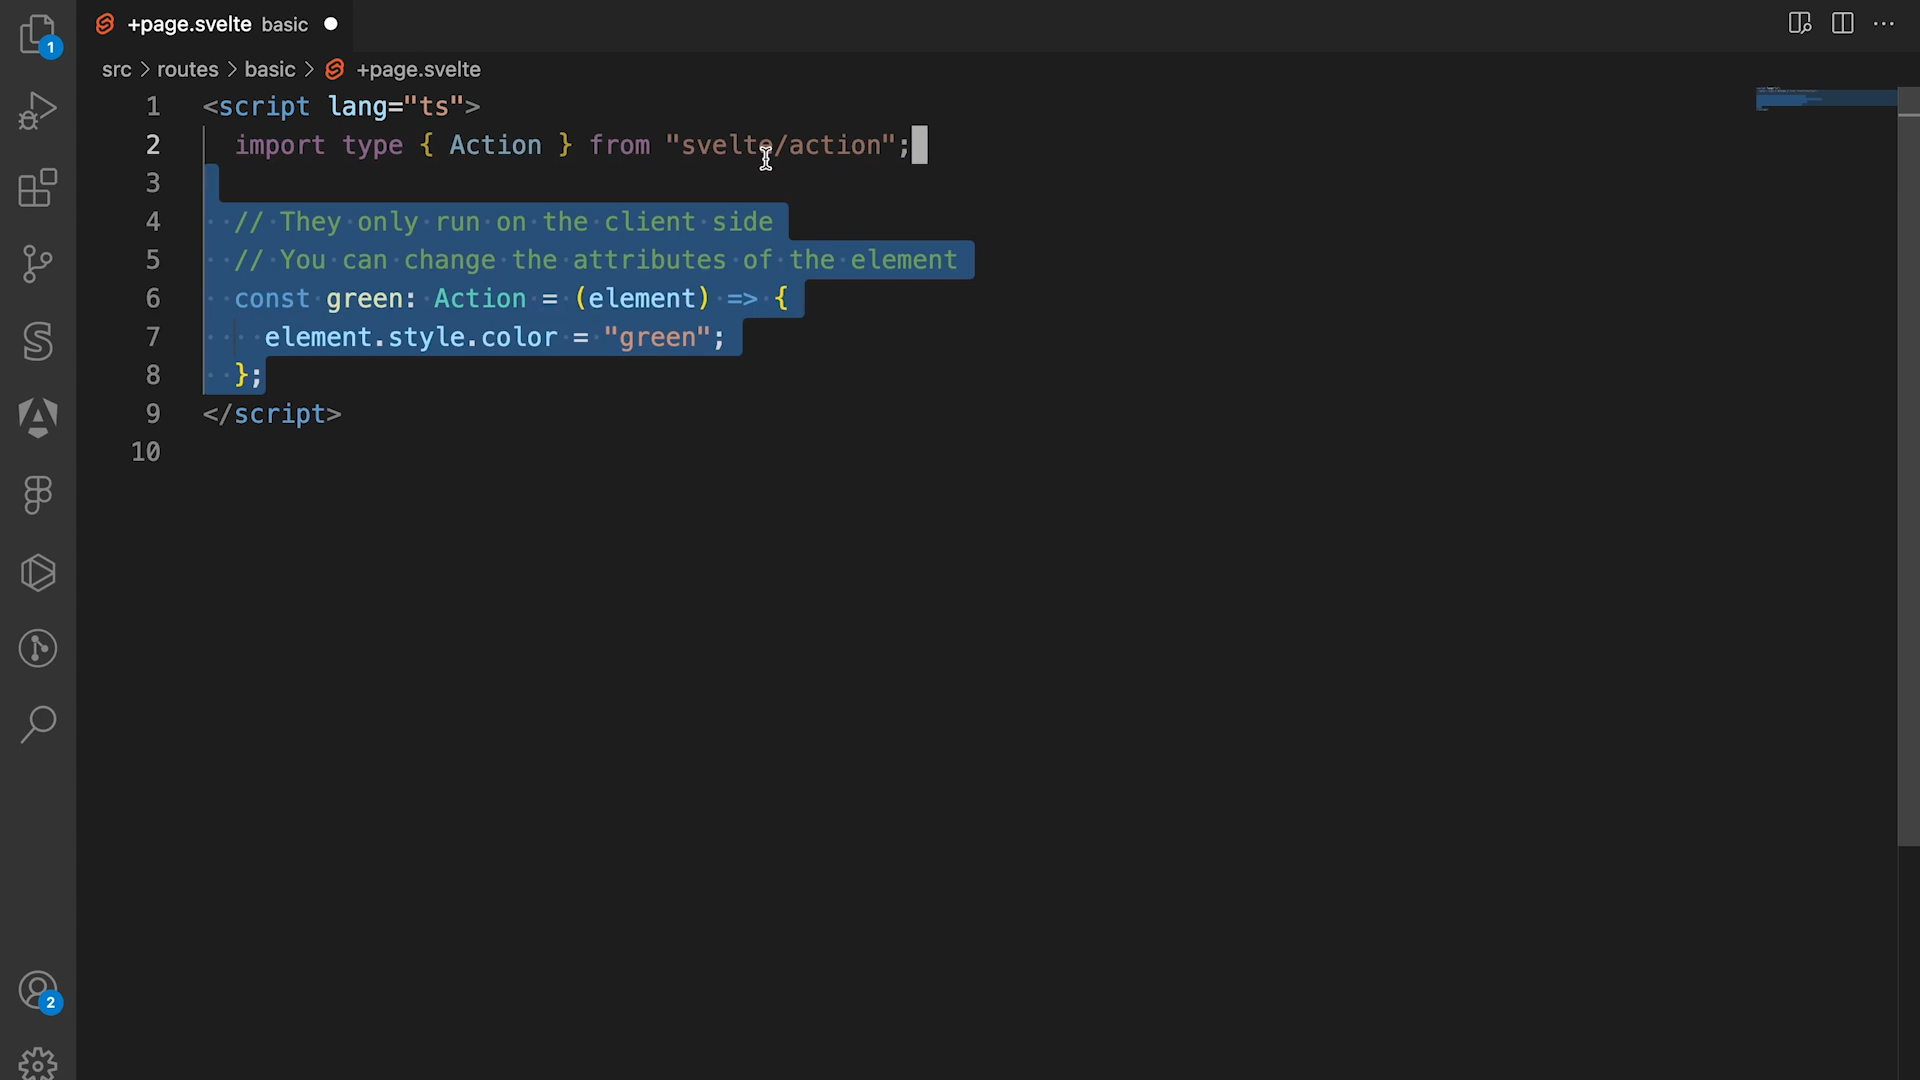 +page.svelte basic
src > routes > basic > +page.svelte
1 <script lang="ts">
2   import type { Action } from "svelte/action";
3
4   // They only run on the client side
5   // You can change the attributes of the element
6   const green: Action = (element) => {
7     element.style.color = "green";
8   };
9 </script>
10
1
2